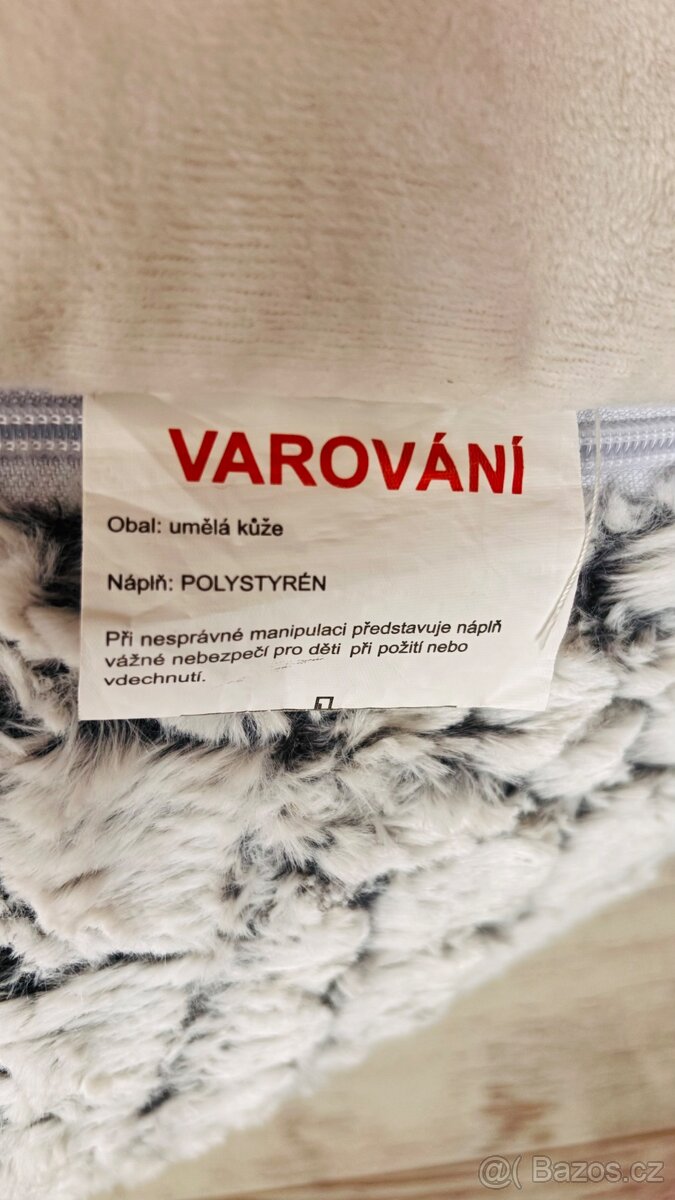 VAROVÁNÍ
Obal: umělá kůže
Náplň: POLYSTYRÉN
Při nesprávné manipulaci představuje náplň
vážné nebezpečí pro děti při požití nebo
vdechnutí.
@( Bazos.cz